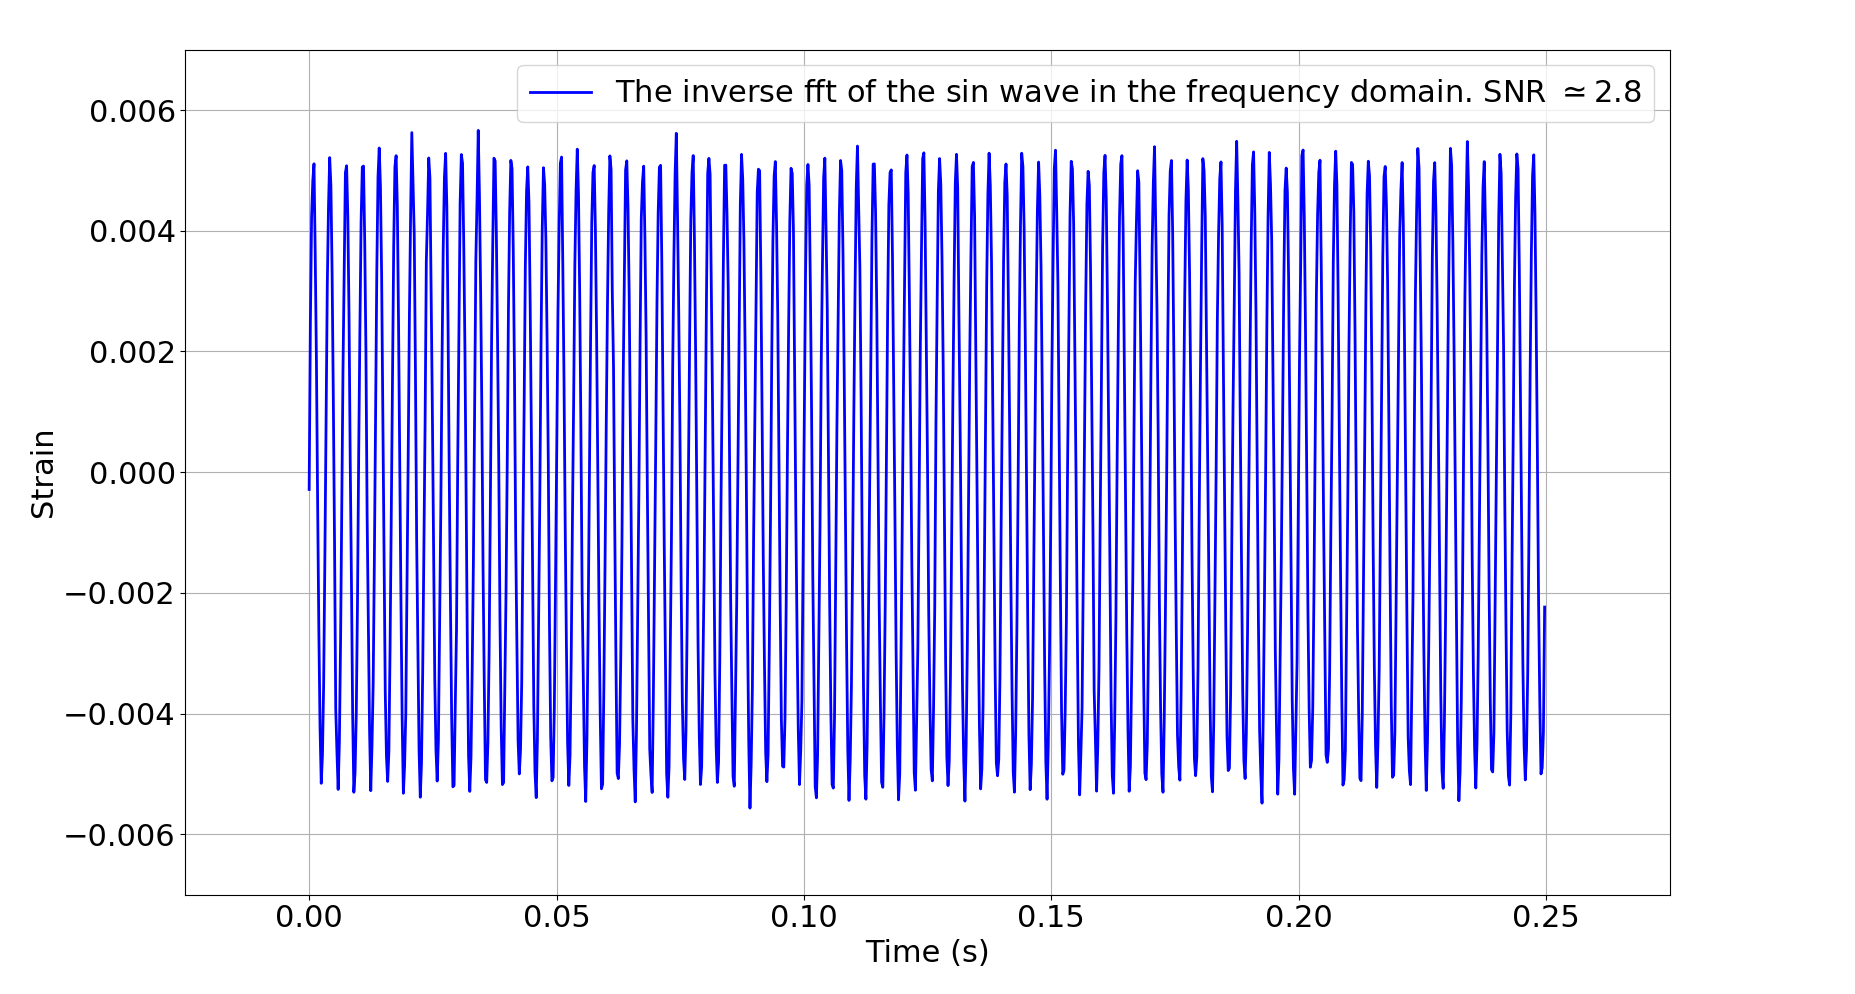 The inverse fft of the sin wave in the frequency domain. SNR ≃2.8
0.006
0.004
0.002
0.000
−0.002
−0.004
−0.006
Strain
0.00 0.05 0.10 0.15 0.20 0.25
Time (s)